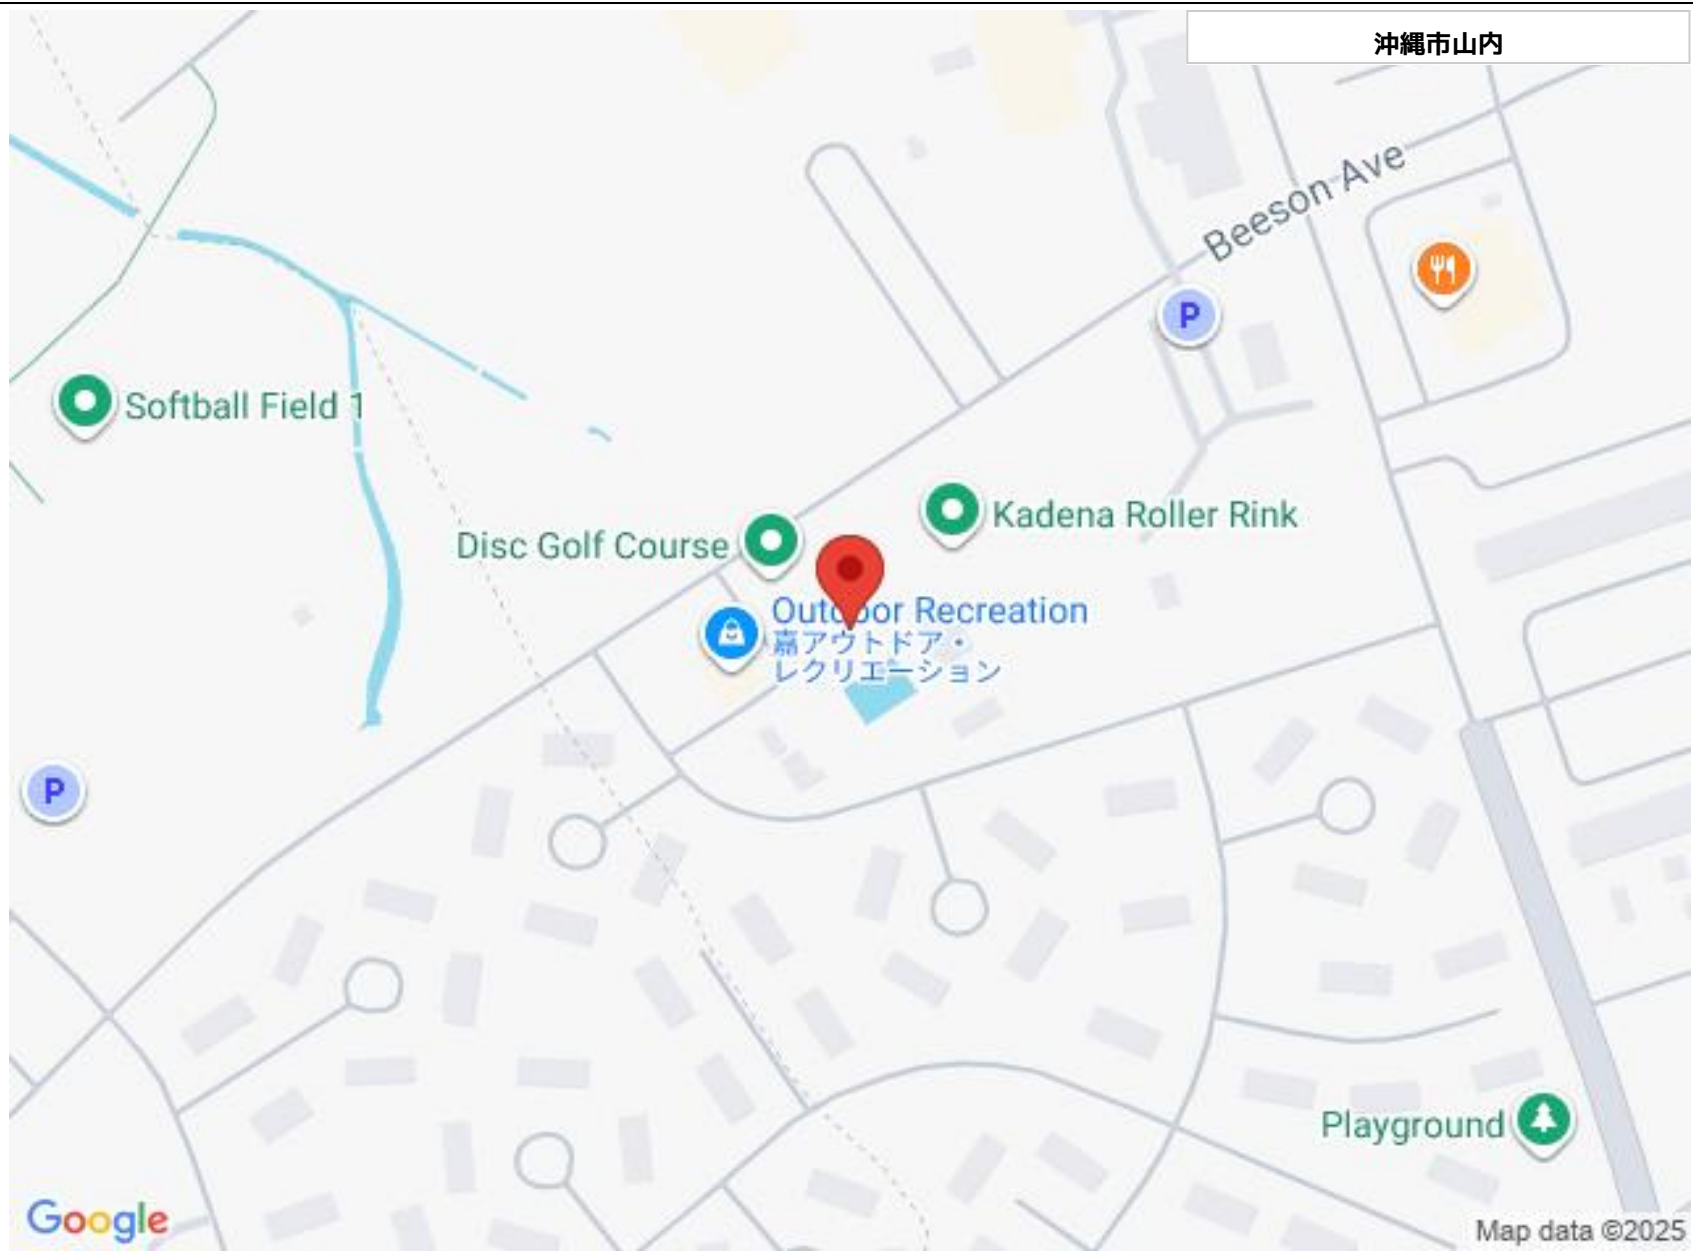 沖縄市山内
Beeson Ave
P
Softball Field 1
Kadena Roller Rink
Disc Golf Course
Outdoor Recreation
嘉アウトドア・
レクリエーション
P
Playground
Google
Map data ©2025